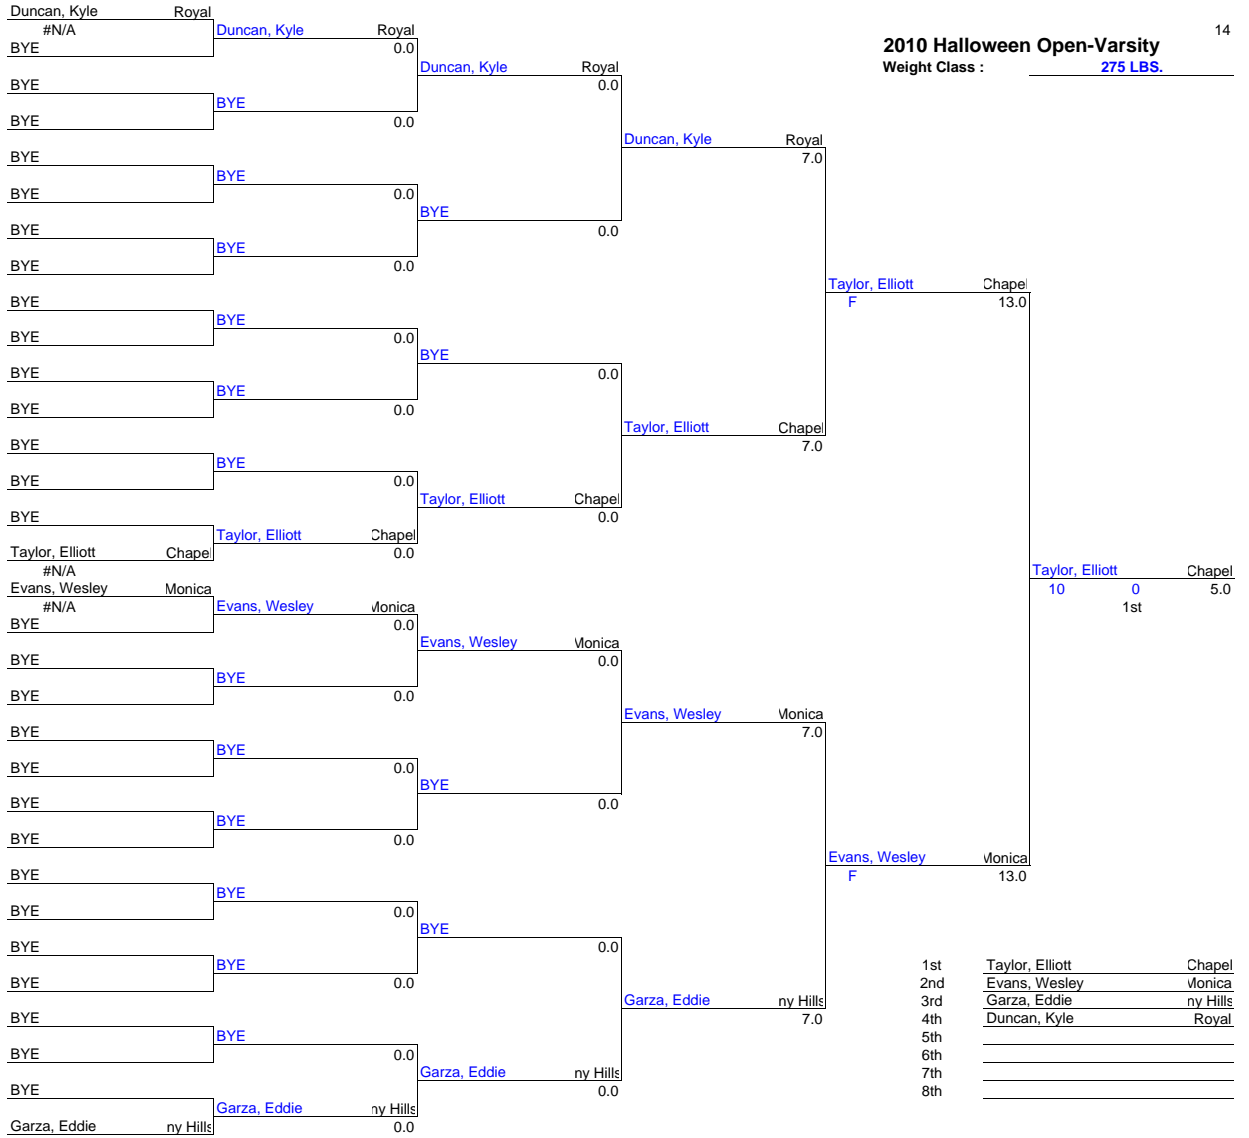 Duncan, Kyle Royal
#N/A Duncan, Kyle Royal 14
BYE 0.0 2010 Halloween Open-Varsity
Duncan, Kyle Royal Weight Class : 275 LBS.
BYE 0.0
BYE
BYE 0.0
Duncan, Kyle Royal
BYE 7.0
BYE
BYE 0.0
BYE
BYE 0.0
BYE
BYE 0.0
Taylor, Elliott Chapel
BYE F 13.0
BYE
BYE 0.0
BYE
BYE 0.0
BYE
BYE 0.0
Taylor, Elliott Chapel
BYE 7.0
BYE
BYE 0.0
Taylor, Elliott Chapel
BYE 0.0
Taylor, Elliott Chapel
Taylor, Elliott Chapel 0.0
#N/A Taylor, Elliott Chapel
Evans, Wesley Monica 10 0 5.0
#N/A Evans, Wesley Monica 1st
BYE 0.0
Evans, Wesley Monica
BYE 0.0
BYE
BYE 0.0
Evans, Wesley Monica
BYE 7.0
BYE
BYE 0.0
BYE
BYE 0.0
BYE
BYE 0.0
Evans, Wesley Monica
BYE F 13.0
BYE
BYE 0.0
BYE
BYE 0.0
BYE 1st Taylor, Elliott Chapel
BYE 0.0 2nd Evans, Wesley Monica
Garza, Eddie ny Hills 3rd Garza, Eddie ny Hills
BYE 7.0 4th Duncan, Kyle Royal
BYE 5th
BYE 0.0 6th
Garza, Eddie ny Hills 7th
BYE 0.0 8th
Garza, Eddie ny Hills
Garza, Eddie ny Hills 0.0